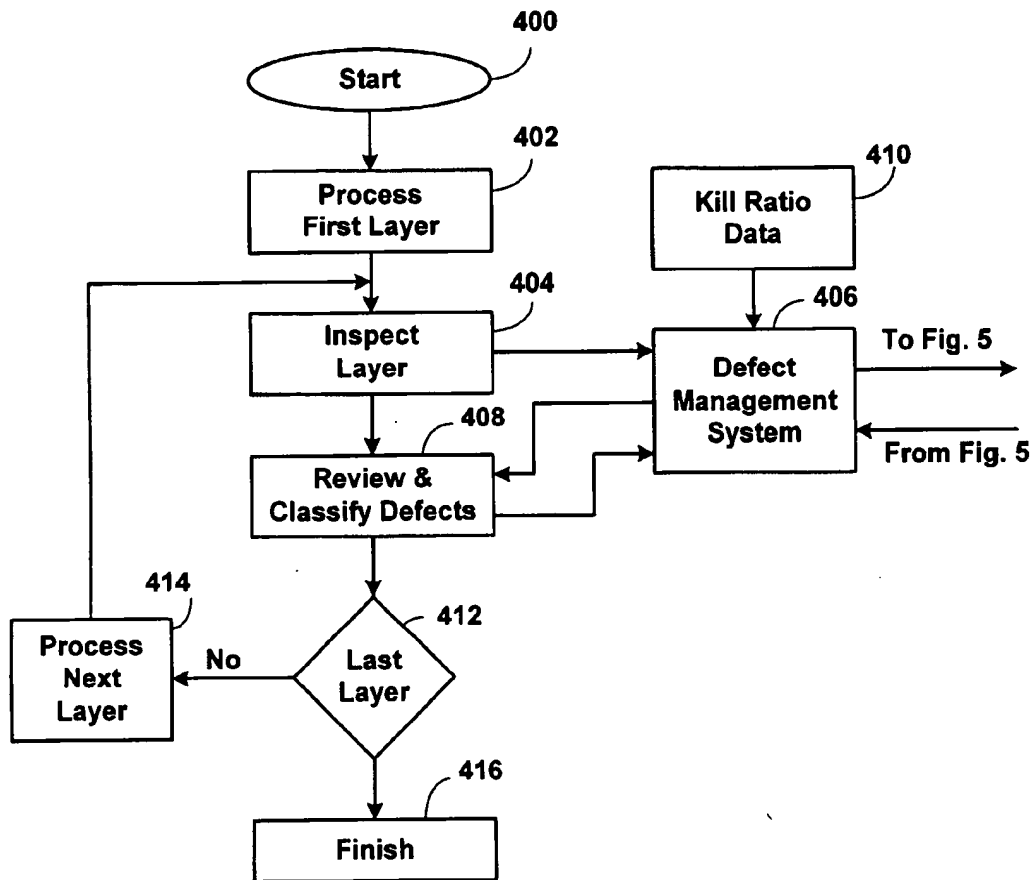 400
Start
402
Process
First Layer
410
Kill Ratio
Data
404
Inspect
Layer
406
Defect
Management
System
To Fig. 5
From Fig. 5
408
Review &
Classify Defects
414
Process
Next
Layer
No
412
Last
Layer
416
Finish